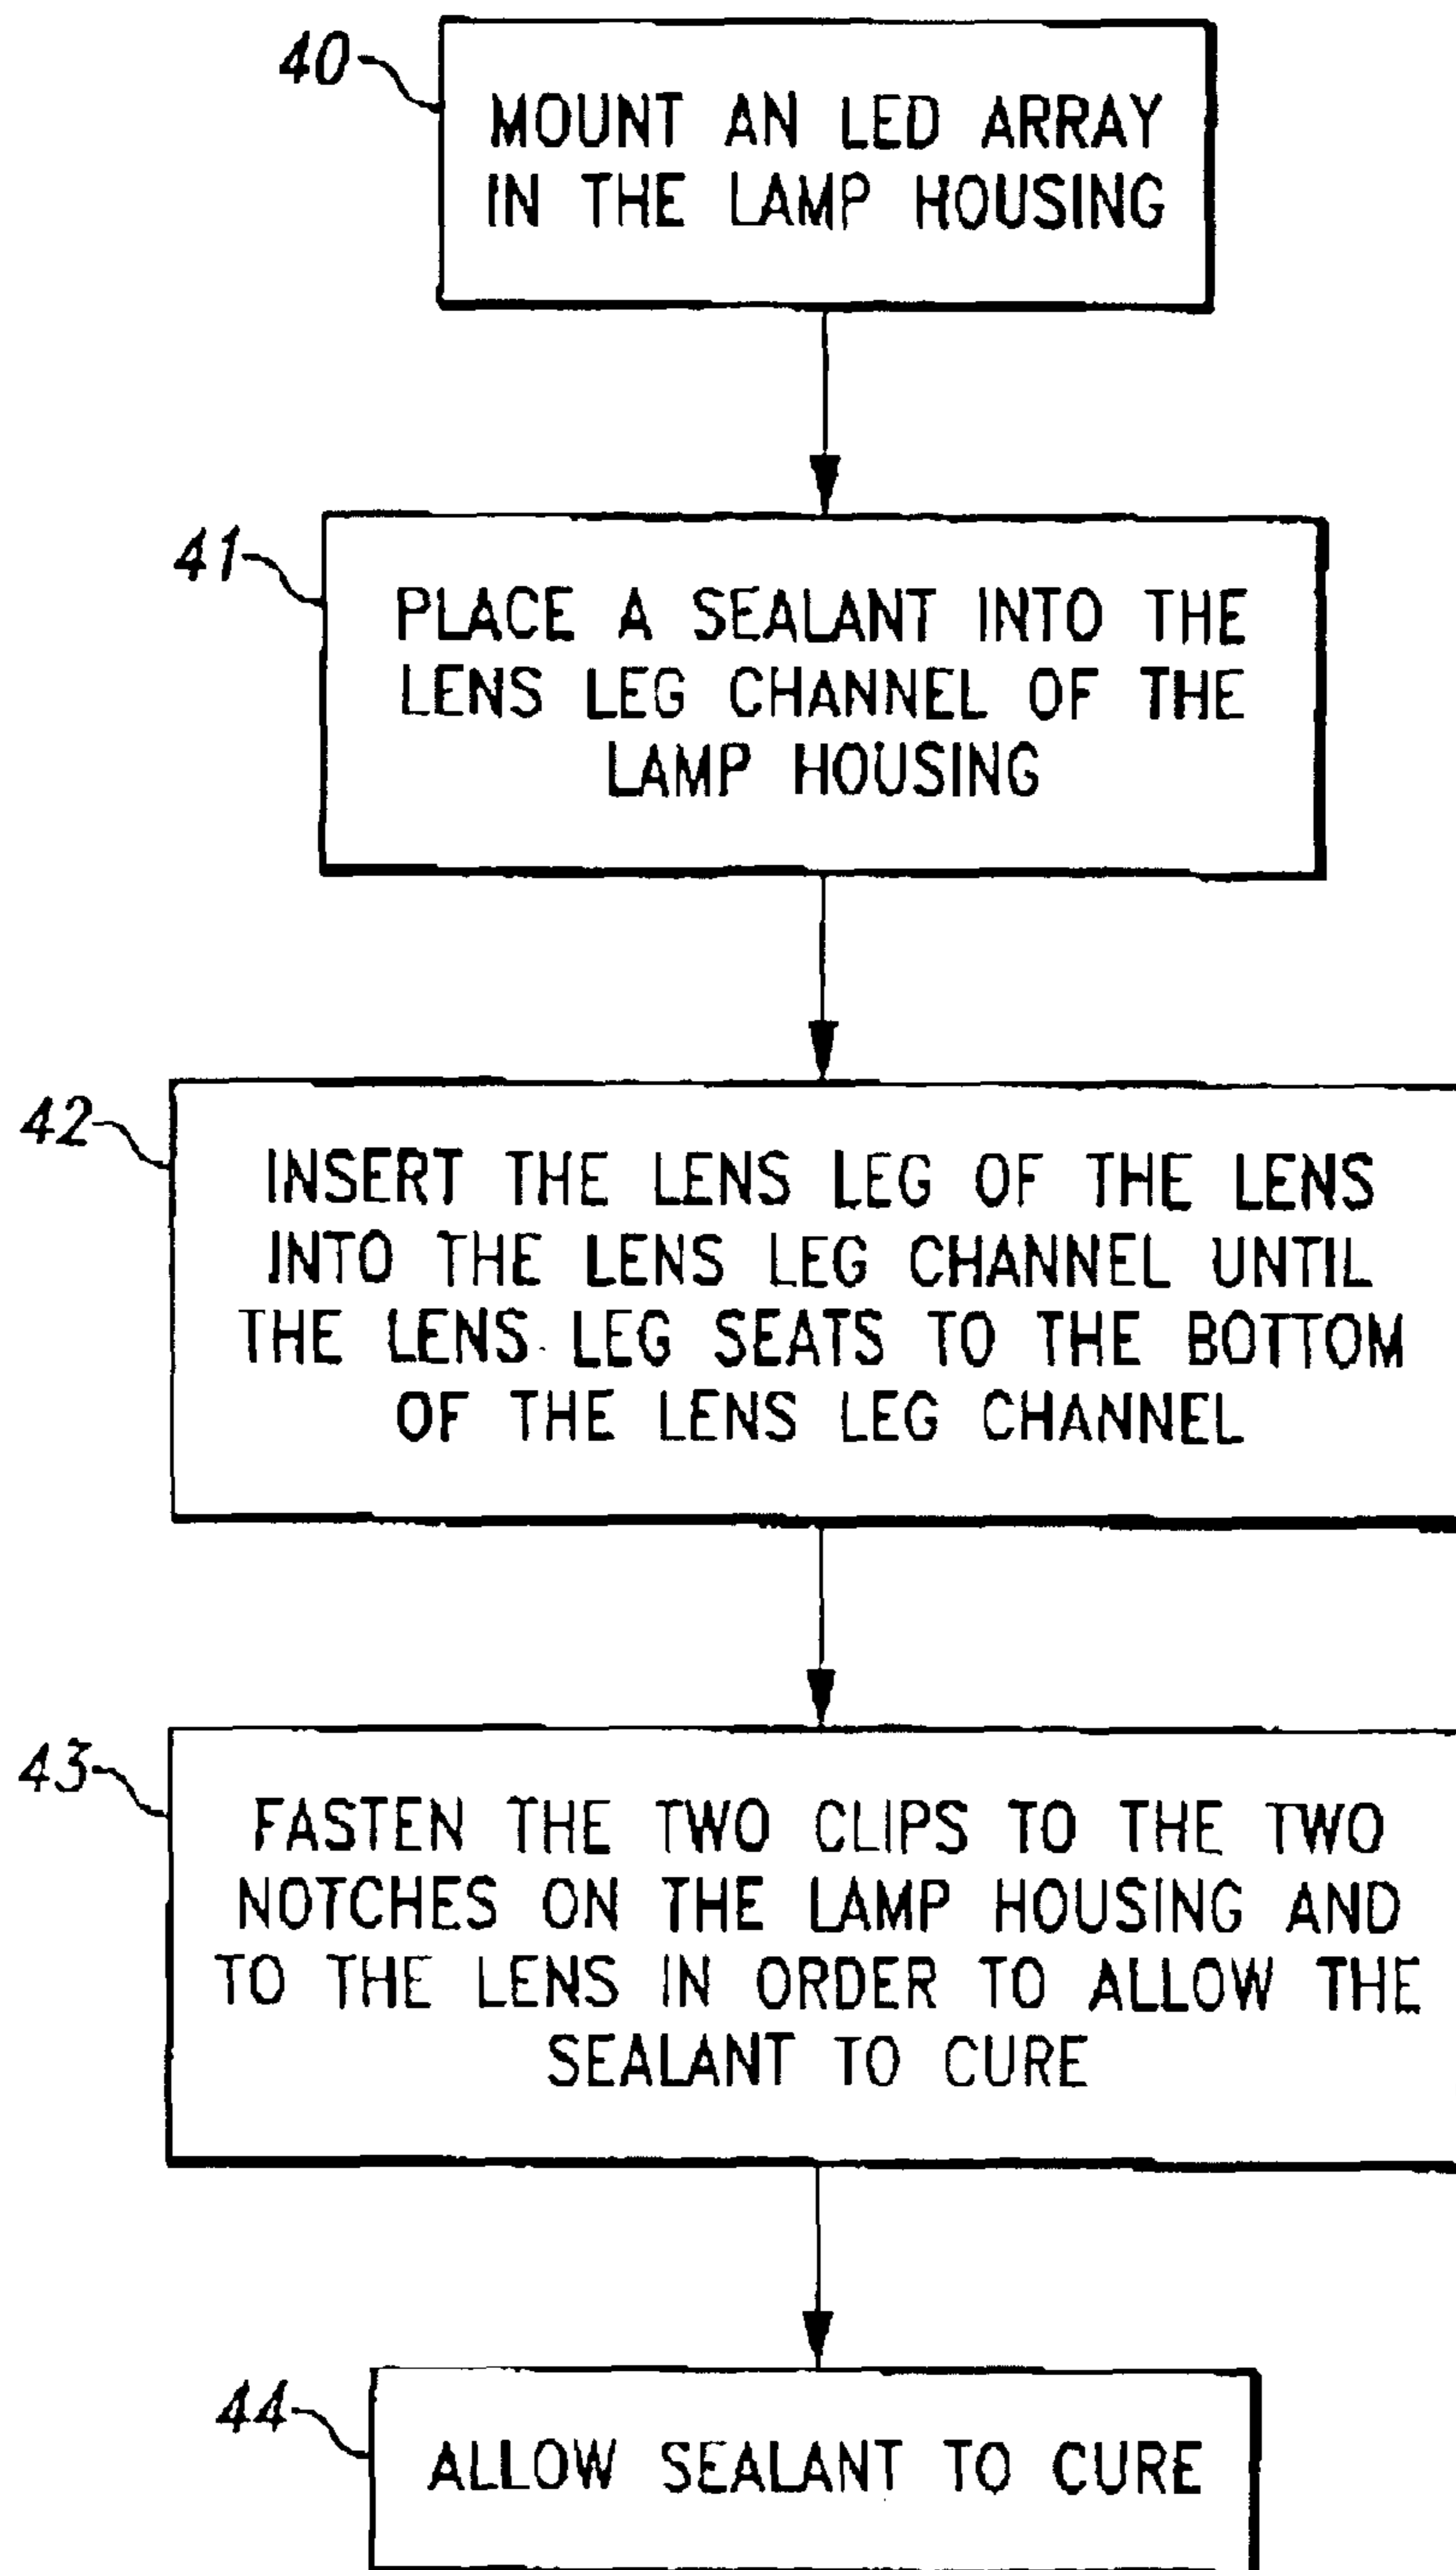 40
MOUNT AN LED ARRAY
IN THE LAMP HOUSING
41
PLACE A SEALANT INTO THE
LENS LEG CHANNEL OF THE
LAMP HOUSING
42
INSERT THE LENS LEG OF THE LENS
INTO THE LENS LEG CHANNEL UNTIL
THE LENS LEG SEATS TO THE BOTTOM
OF THE LENS LEG CHANNEL
43
FASTEN THE TWO CLIPS TO THE TWO
NOTCHES ON THE LAMP HOUSING AND
TO THE LENS IN ORDER TO ALLOW THE
SEALANT TO CURE
44
ALLOW SEALANT TO CURE